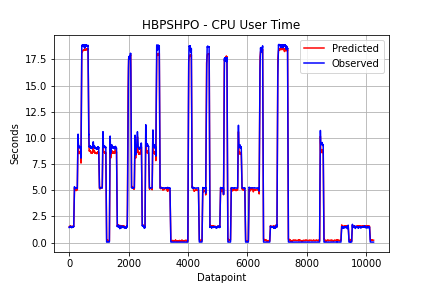 HBPSHPO - CPU User Time
Predicted
Observed
Seconds
17.5
15.0
12.5
10.0
7.5
5.0
2.5
0.0
0 2000 4000 6000 8000 10000
Datapoint